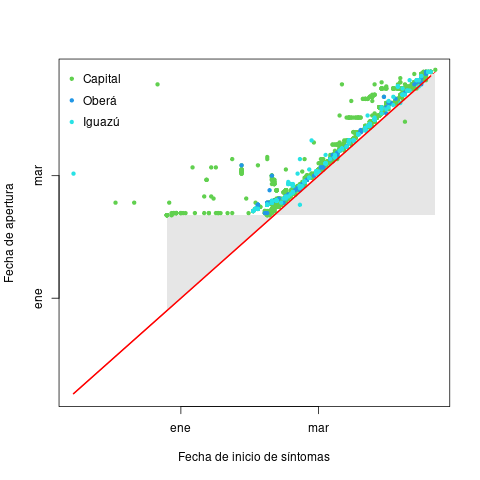 Capital
Oberá
Iguazú
mar
ene
Fecha de apertura
ene
mar
Fecha de inicio de síntomas